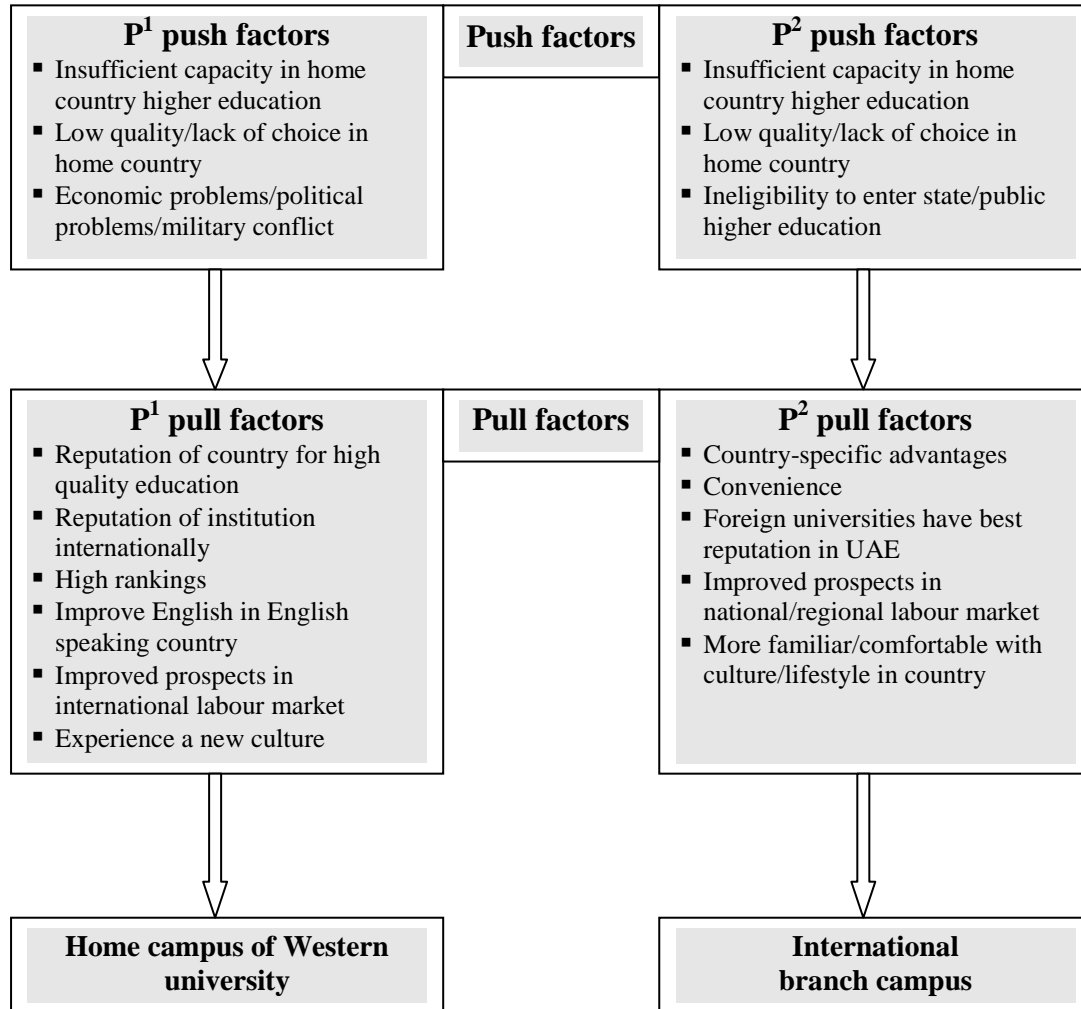 P¹ push factors
▪ Insufficient capacity in home
country higher education
▪ Low quality/lack of choice in
home country
▪ Economic problems/political
problems/military conflict
Push factors
P² push factors
▪ Insufficient capacity in home
country higher education
▪ Low quality/lack of choice in
home country
▪ Ineligibility to enter state/public
higher education
P¹ pull factors
▪ Reputation of country for high
quality education
▪ Reputation of institution
internationally
▪ High rankings
▪ Improve English in English
speaking country
▪ Improved prospects in
international labour market
▪ Experience a new culture
Pull factors
P² pull factors
▪ Country-specific advantages
▪ Convenience
▪ Foreign universities have best
reputation in UAE
▪ Improved prospects in
national/regional labour market
▪ More familiar/comfortable with
culture/lifestyle in country
Home campus of Western
university
International
branch campus